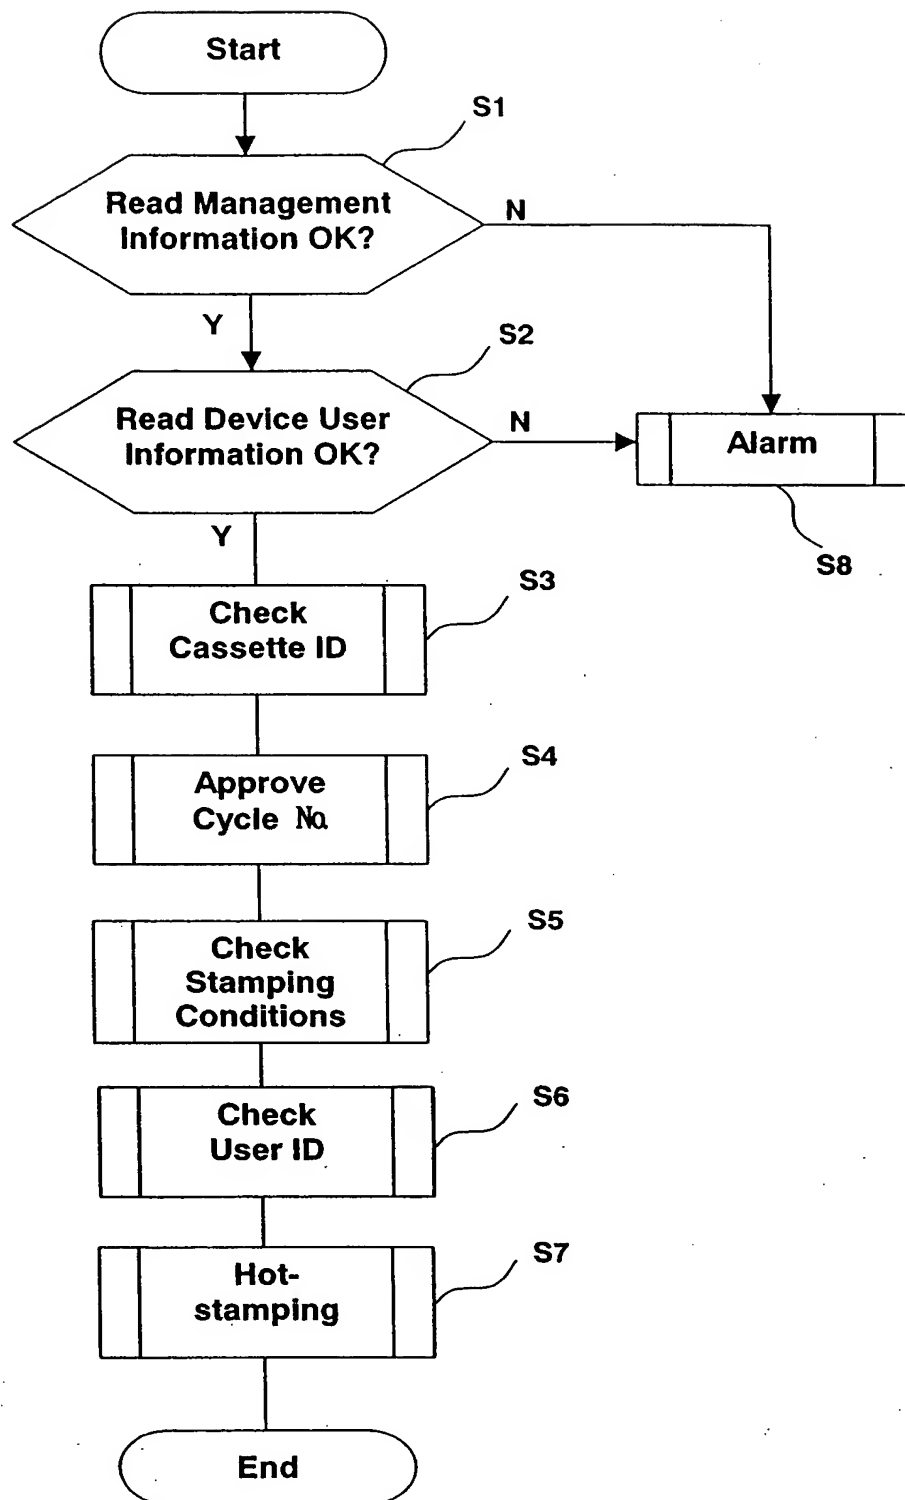 Start
S1
Read Management
Information OK?
N
Y
S2
Read Device User
Information OK?
N
Alarm
Y
S8
S3
Check
Cassette ID
S4
Approve
Cycle No.
S5
Check
Stamping
Conditions
S6
Check
User ID
S7
Hot-
stamping
End